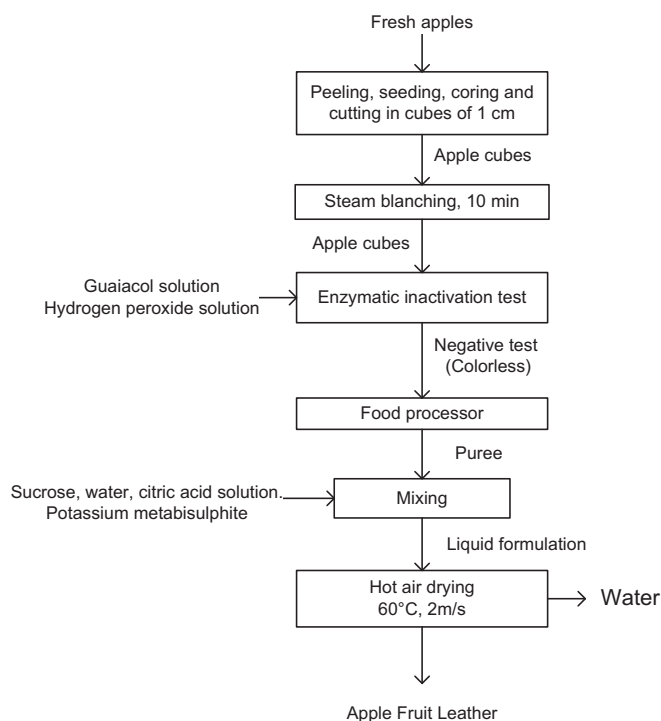 Fresh apples
Peeling, seeding, coring and
cutting in cubes of 1 cm
Apple cubes
Steam blanching, 10 min
Apple cubes
Guaiacol solution
Hydrogen peroxide solution
Enzymatic inactivation test
Negative test
(Colorless)
Food processor
Puree
Sucrose, water, citric acid solution.
Potassium metabisulphite
Mixing
Liquid formulation
Hot air drying
60°C, 2m/s
Water
Apple Fruit Leather